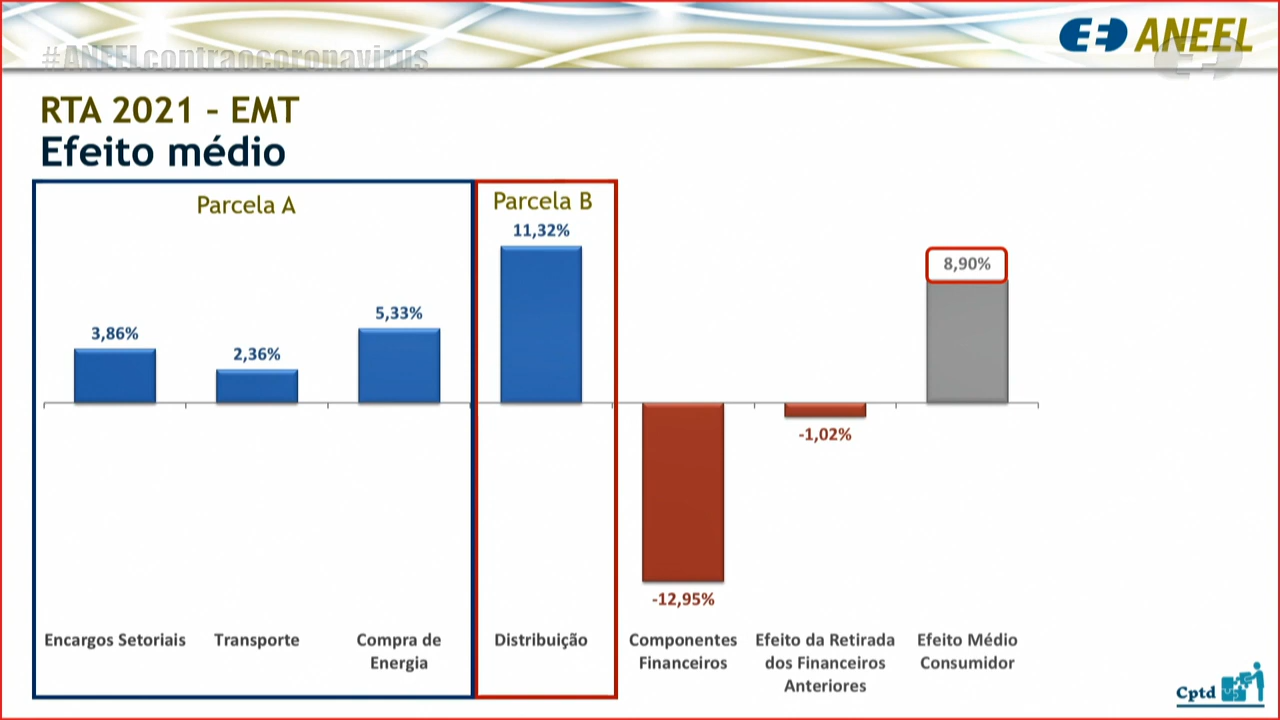 #ANEELcontraocoronavirus
ANEEL
RTA 2021 – EMT
Efeito médio
Parcela A
Parcela B
3,86%
2,36%
5,33%
11,32%
-12,95%
-1,02%
8,90%
Encargos Setoriais
Transporte
Compra de
Energia
Distribuição
Componentes
Financeiros
Efeito da Retirada
dos Financeiros
Anteriores
Efeito Médio
Consumidor
Cptd